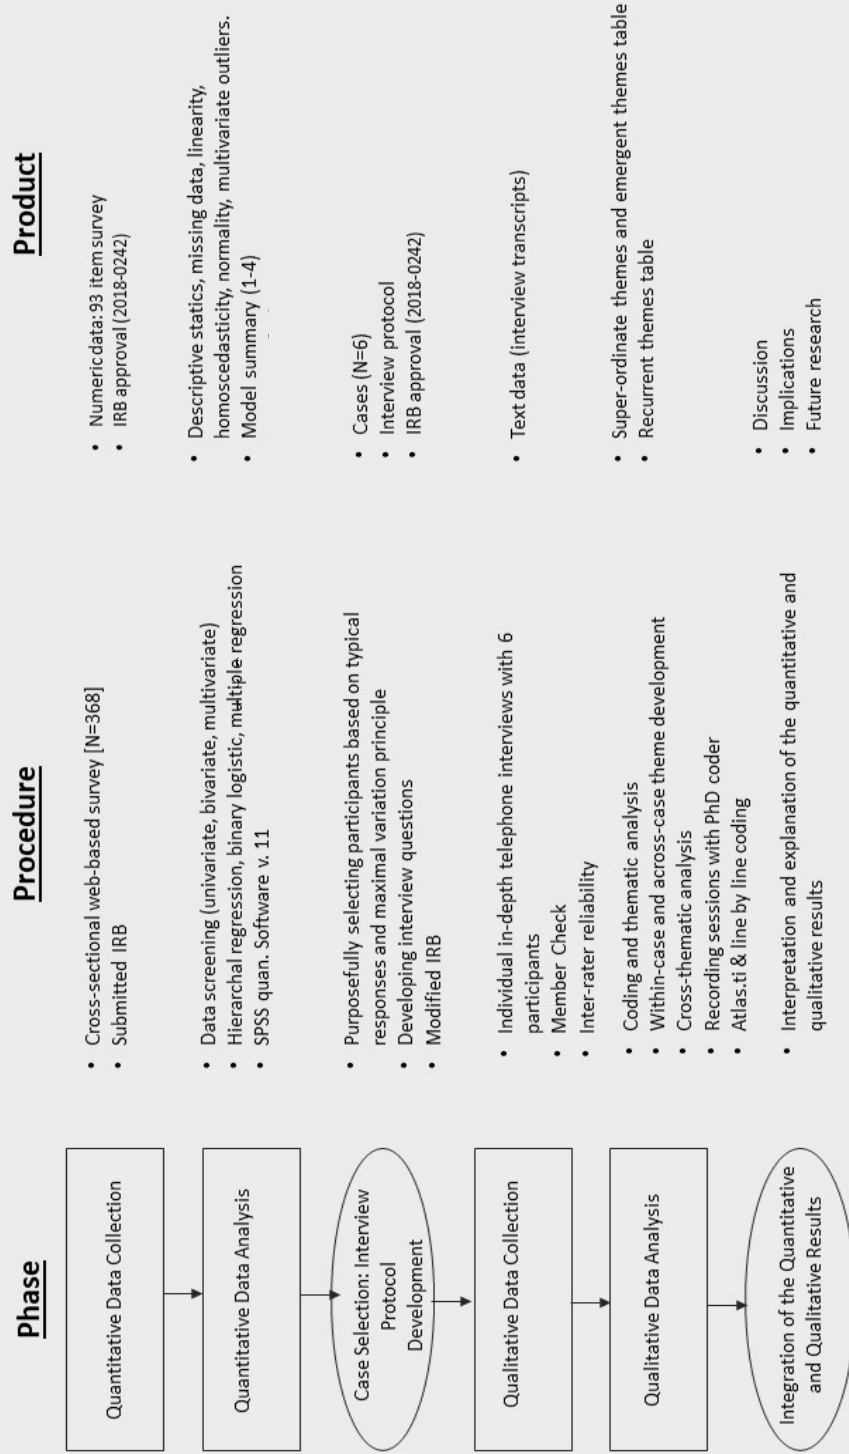 Phase
Procedure
Product
Quantitative Data Collection
• Cross-sectional web-based survey [N=368]
• Submitted IRB
• Numeric data: 93 item survey
• IRB approval (2018-0242)
Quantitative Data Analysis
• Data screening (univariate, bivariate, multivariate)
• Hierarchal regression, binary logistic, multiple regression
• SPSS quan. Software v. 11
• Descriptive statics, missing data, linearity,
homoscedasticity, normality, multivariate outliers.
• Model summary (1-4)
Case Selection: Interview
Protocol
Development
• Purposefully selecting participants based on typical
responses and maximal variation principle
• Developing interview questions
• Modified IRB
• Cases (N=6)
• Interview protocol
• IRB approval (2018-0242)
Qualitative Data Collection
• Individual in-depth telephone interviews with 6
participants
• Member Check
• Inter-rater reliability
• Text data (interview transcripts)
Qualitative Data Analysis
• Coding and thematic analysis
• Within-case and across-case theme development
• Cross-thematic analysis
• Recording sessions with PhD coder
• Atlas.ti & line by line coding
• Super-ordinate themes and emergent themes table
• Recurrent themes table
Integration of the Quantitative
and Qualitative Results
• Interpretation and explanation of the quantitative and
qualitative results
• Discussion
• Implications
• Future research